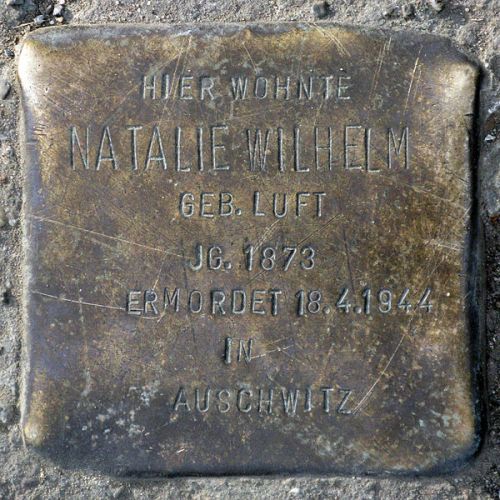 HIER WOHNTE
NATALIE WILHELM
GEB. LUFT
JG. 1873
ERMORDET 18.4.1944
IN
AUSCHWITZ